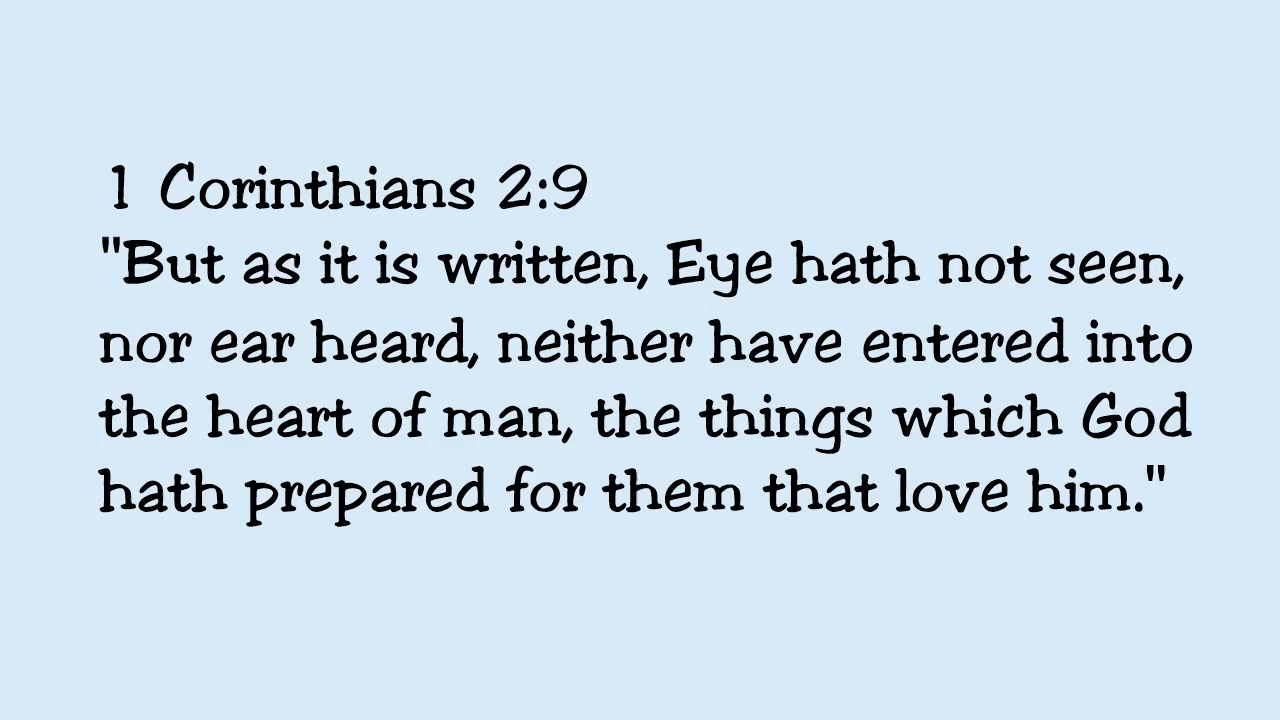 1 Corinthians 2:9
"But as it is written, Eye hath not seen,
nor ear heard, neither have entered into
the heart of man, the things which God
hath prepared for them that love him."